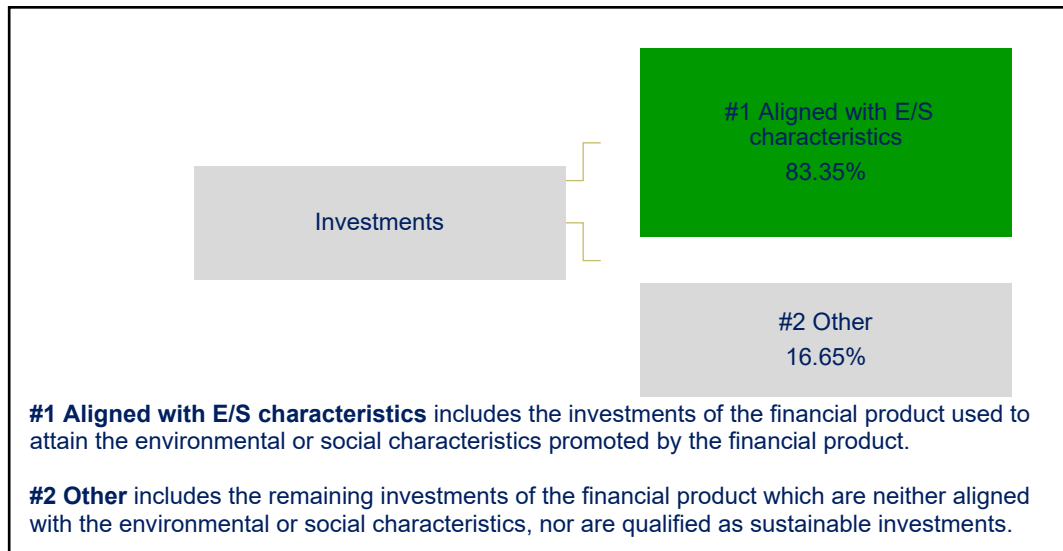 #1 Aligned with E/S
characteristics
83.35%
Investments
#2 Other
16.65%
#1 Aligned with E/S characteristics includes the investments of the financial product used to
attain the environmental or social characteristics promoted by the financial product.
#2 Other includes the remaining investments of the financial product which are neither aligned
with the environmental or social characteristics, nor are qualified as sustainable investments.